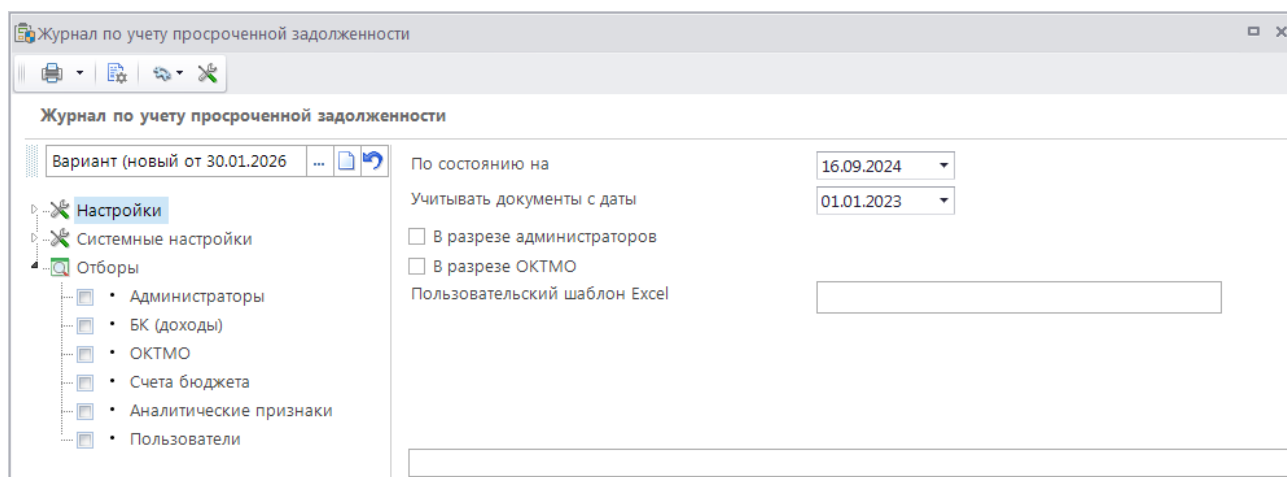 Журнал по учету просроченной задолженности
Журнал по учету просроченной задолженности
Вариант (новый от 30.01.2026 ...
По состоянию на 16.09.2024
Учитывать документы с даты 01.01.2023
Настройки
В разрезе администраторов
Системные настройки
В разрезе ОКТМО
Отборы
Пользовательский шаблон Excel
• Администраторы
• БК (доходы)
• ОКТМО
• Счета бюджета
• Аналитические признаки
• Пользователи